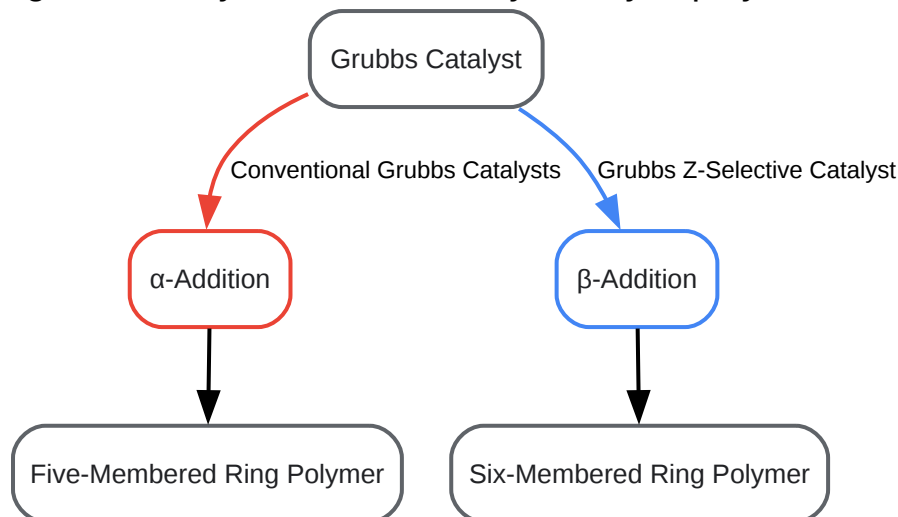 Grubbs Catalyst
Conventional Grubbs Catalysts
Grubbs Z-Selective Catalyst
α-Addition
β-Addition
Five-Membered Ring Polymer
Six-Membered Ring Polymer